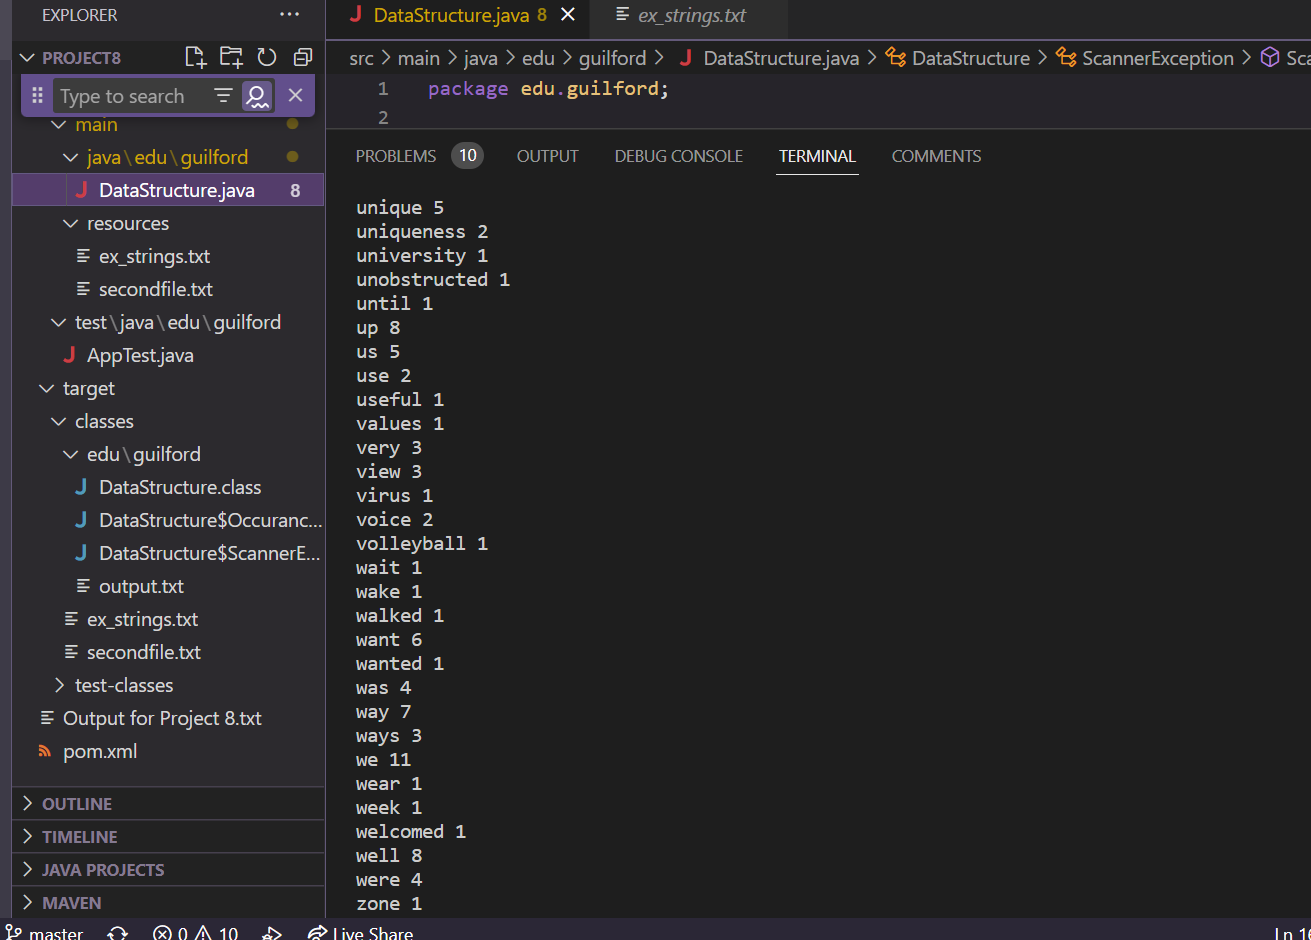 EXPLORER ···
PROJECT8
Type to search
main
java\edu\guilford
DataStructure.java 8
resources
ex_strings.txt
secondfile.txt
test\java\edu\guilford
AppTest.java
target
classes
edu\guilford
DataStructure.class
DataStructure$Occuranc...
DataStructure$ScannerE...
output.txt
ex_strings.txt
secondfile.txt
test-classes
Output for Project 8.txt
pom.xml
OUTLINE
TIMELINE
JAVA PROJECTS
MAVEN
DataStructure.java 8 ex_strings.txt
src > main > java > edu > guilford > DataStructure.java > DataStructure > ScannerException > Sca
1 package edu.guilford;
2
PROBLEMS 10 OUTPUT DEBUG CONSOLE TERMINAL COMMENTS
unique 5
uniqueness 2
university 1
unobstructed 1
until 1
up 8
us 5
use 2
useful 1
values 1
very 3
view 3
virus 1
voice 2
volleyball 1
wait 1
wake 1
walked 1
want 6
wanted 1
was 4
way 7
ways 3
we 11
wear 1
week 1
welcomed 1
well 8
were 4
zone 1
master 0 10 Live Share Ln